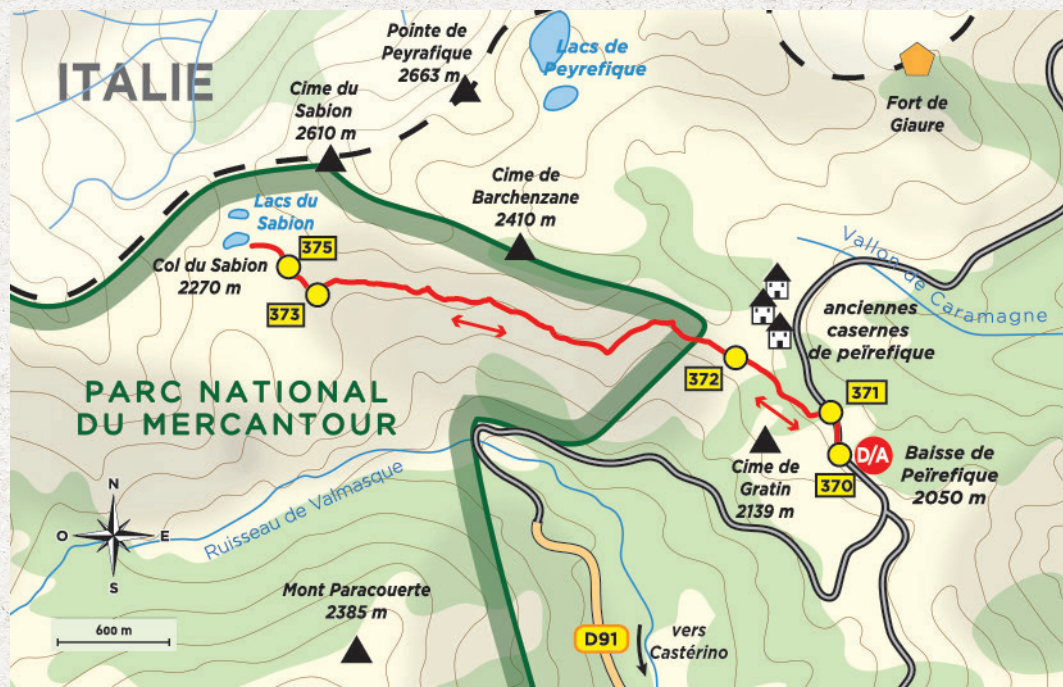 ITALIE
Pointe de
Peyrafique
2663 m
Lacs de
Peyrefique
Cime du
Sabion
2610 m
Fort de
Giaure
Cime de
Barchenzane
2410 m
Lacs du
Sabion
375
Col du Sabion
2270 m
373
Vallon de Caramagne
anciennes
casernes
de peïrefique
372
371
PARC NATIONAL
DU MERCANTOUR
D/A
Baisse de
Peïrefique
2050 m
370
Cime de
Gratin
2139 m
Ruisseau de Valmasque
N
O
E
S
Mont Paracouerte
2385 m
600 m
D91
vers
Castérino